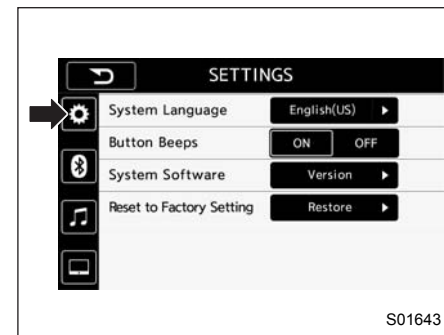 SETTINGS
System Language English(US)
Button Beeps ON OFF
System Software Version
Reset to Factory Setting Restore
S01643